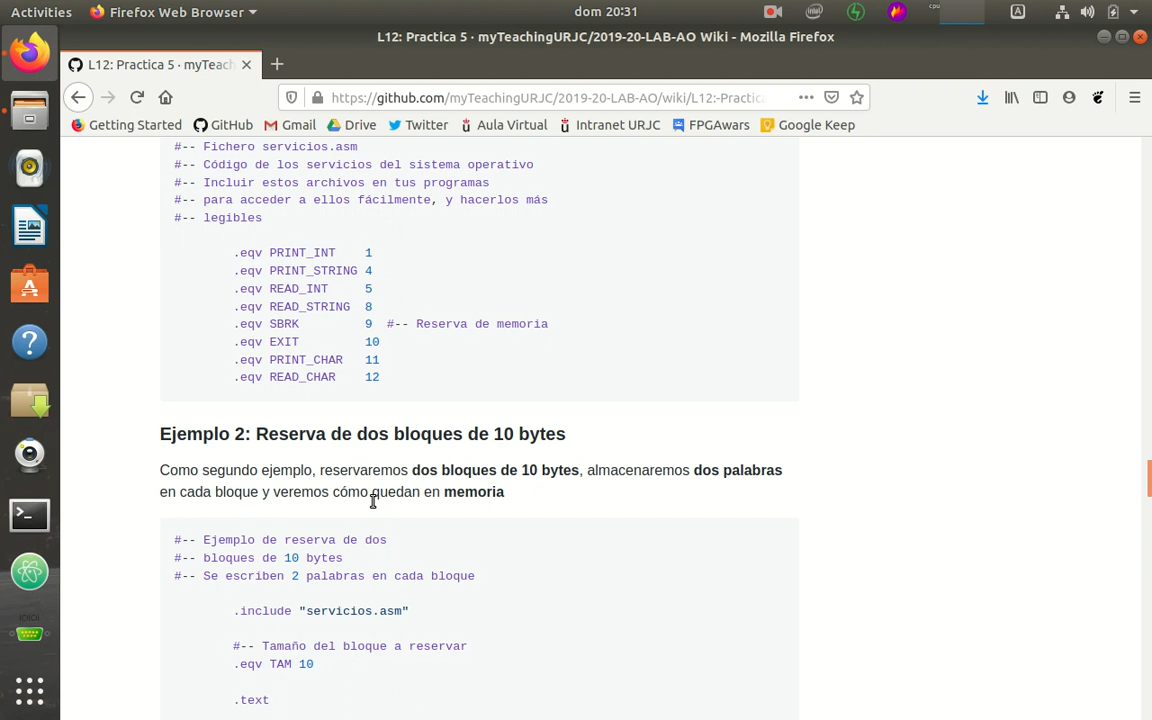 Activities Firefox Web Browser dom 20:31
L12: Practica 5 · myTeachingURJC/2019-20-LAB-AO Wiki - Mozilla Firefox
L12: Practica 5 · myTeach
https://github.com/myTeachingURJC/2019-20-LAB-AO/wiki/L12:-Practica
Getting Started GitHub Gmail Drive Twitter Aula Virtual Intranet URJC FPGAwars Google Keep
#-- Fichero servicios.asm
#-- Código de los servicios del sistema operativo
#-- Incluir estos archivos en tus programas
#-- para acceder a ellos fácilmente, y hacerlos más
#-- legibles
.eqv PRINT_INT 1
.eqv PRINT_STRING 4
.eqv READ_INT 5
.eqv READ_STRING 8
.eqv SBRK 9 #-- Reserva de memoria
.eqv EXIT 10
.eqv PRINT_CHAR 11
.eqv READ_CHAR 12
Ejemplo 2: Reserva de dos bloques de 10 bytes
Como segundo ejemplo, reservaremos dos bloques de 10 bytes, almacenaremos dos palabras
en cada bloque y veremos cómo quedan en memoria
#-- Ejemplo de reserva de dos
#-- bloques de 10 bytes
#-- Se escriben 2 palabras en cada bloque
.include "servicios.asm"
#-- Tamaño del bloque a reservar
.eqv TAM 10
.text